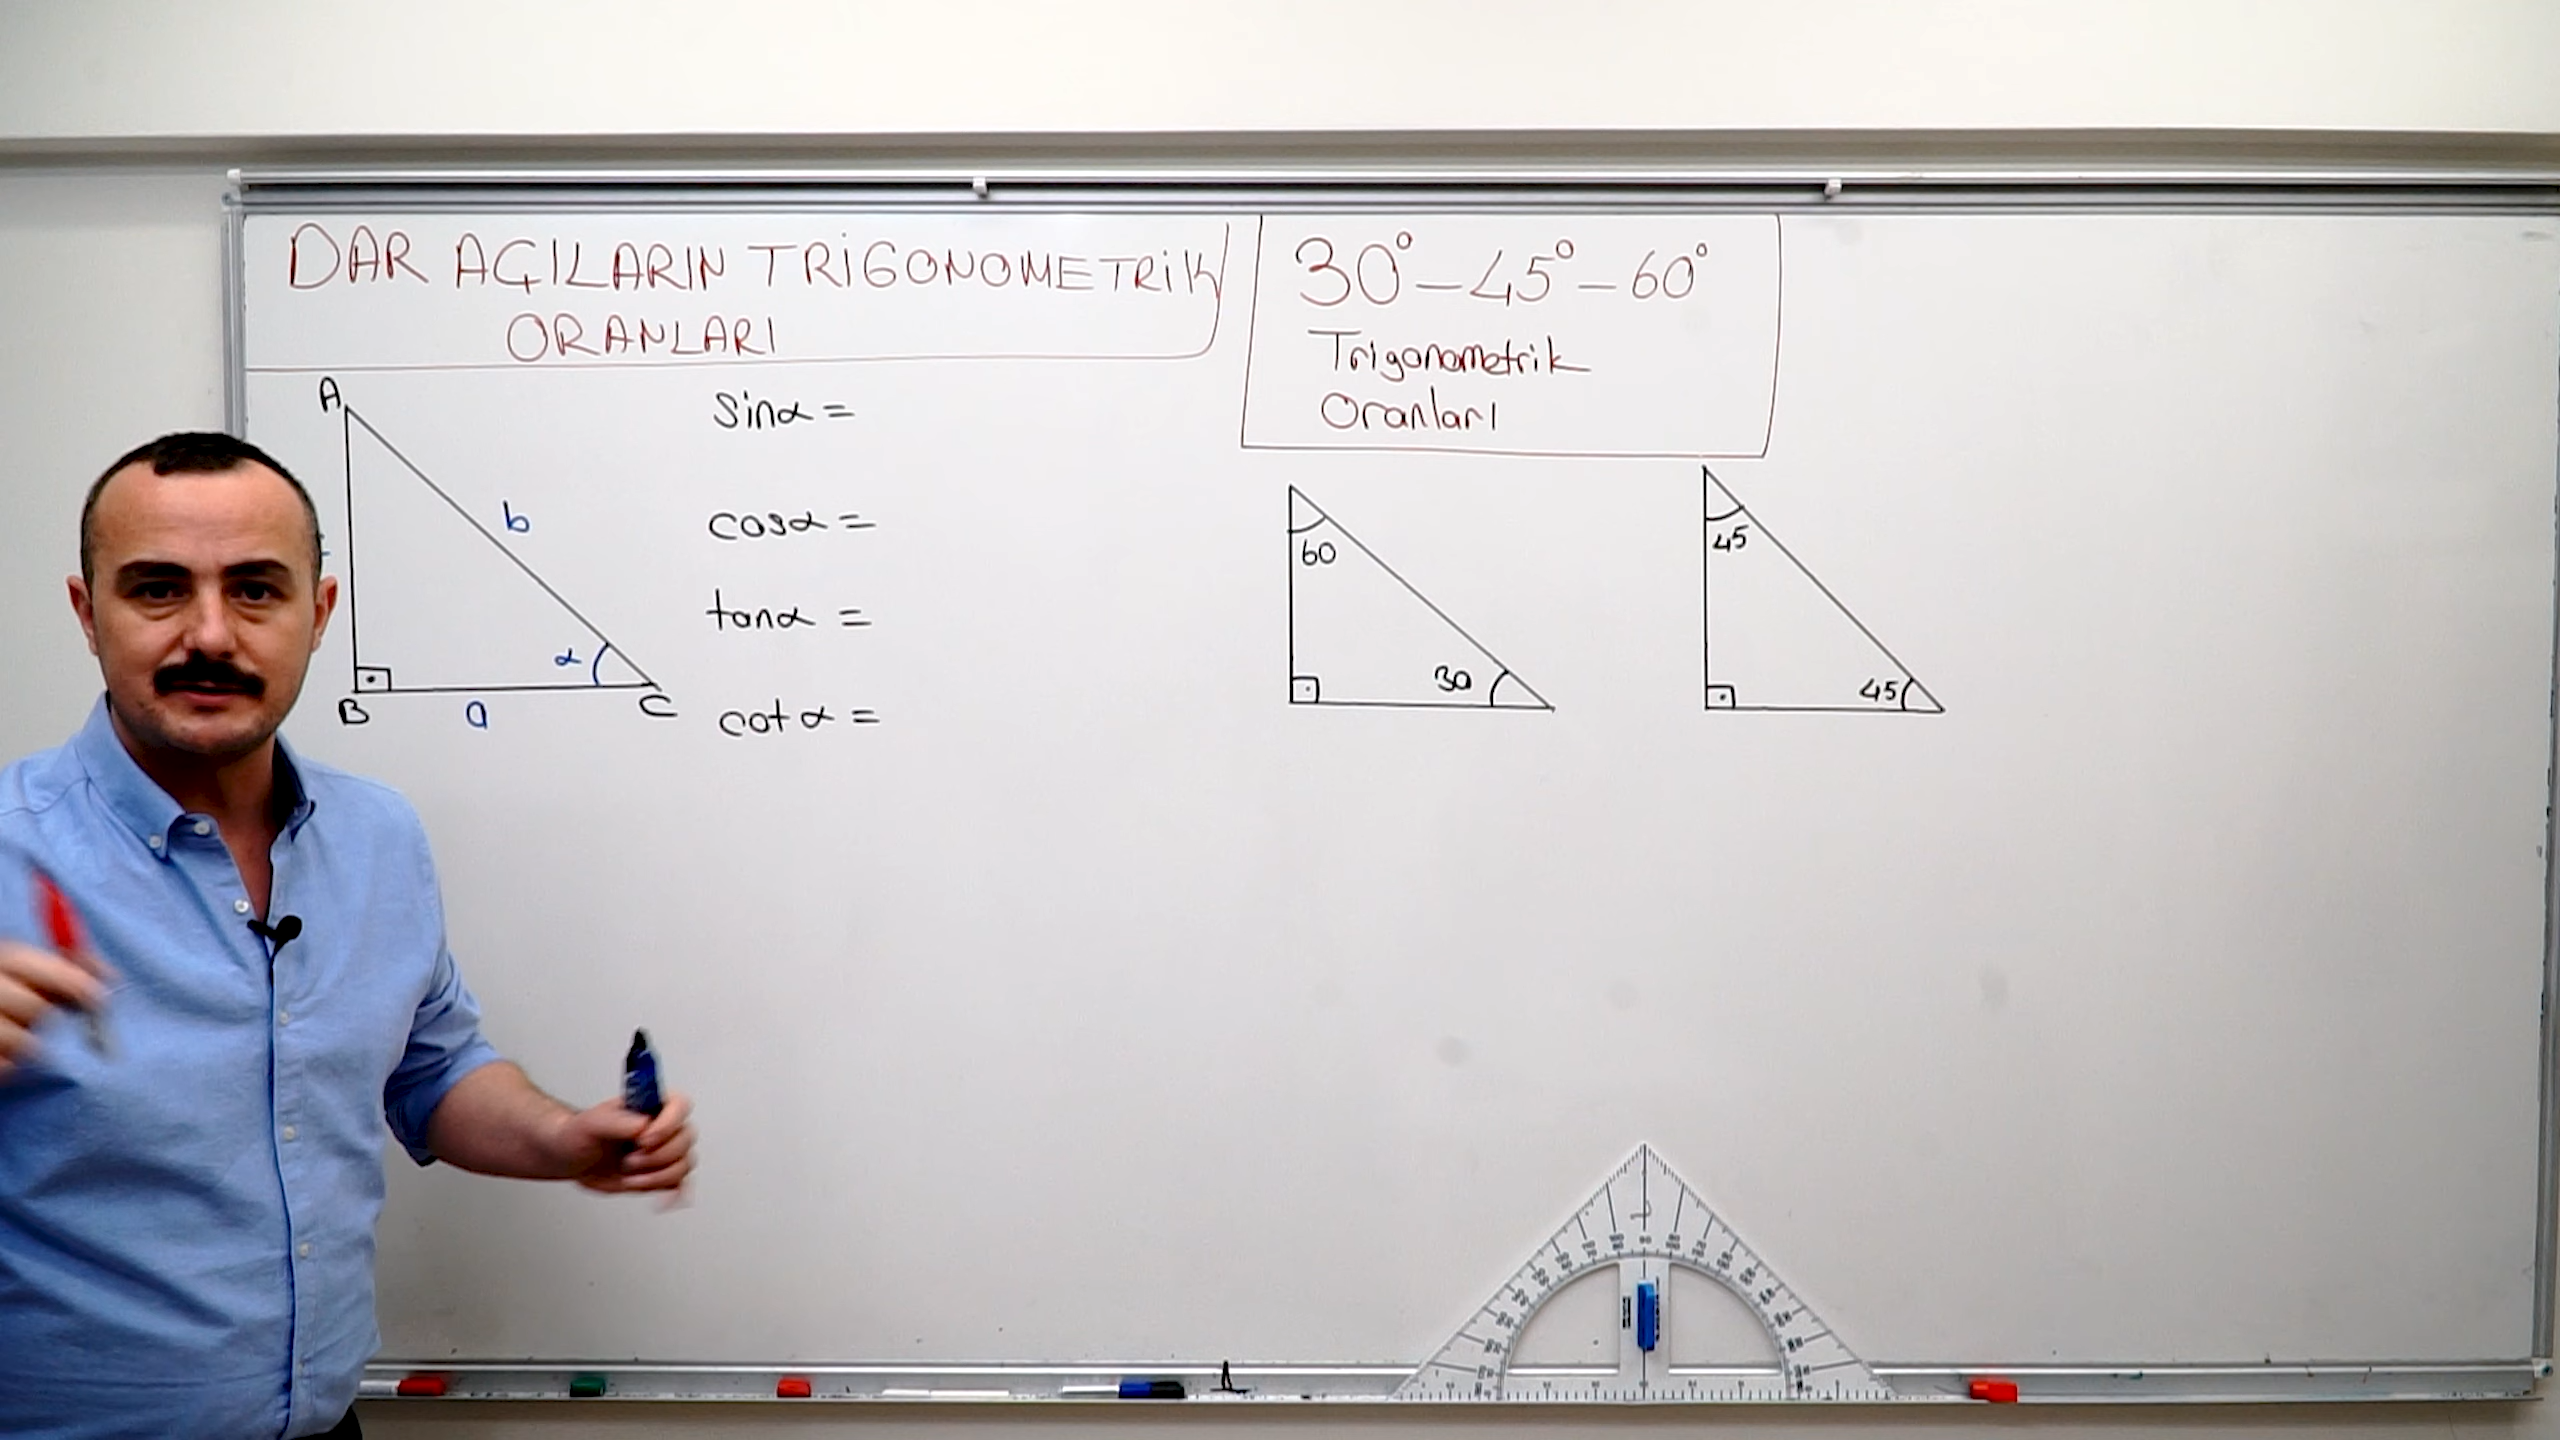 DAR AÇILARIN TRİGONOMETRİK
ORANLARI
A
b
α
B
a
C
sinα =
cosα =
tanα =
cotα =
30° - 45° - 60°
Trigonometrik
Oranları
60
30
45
45